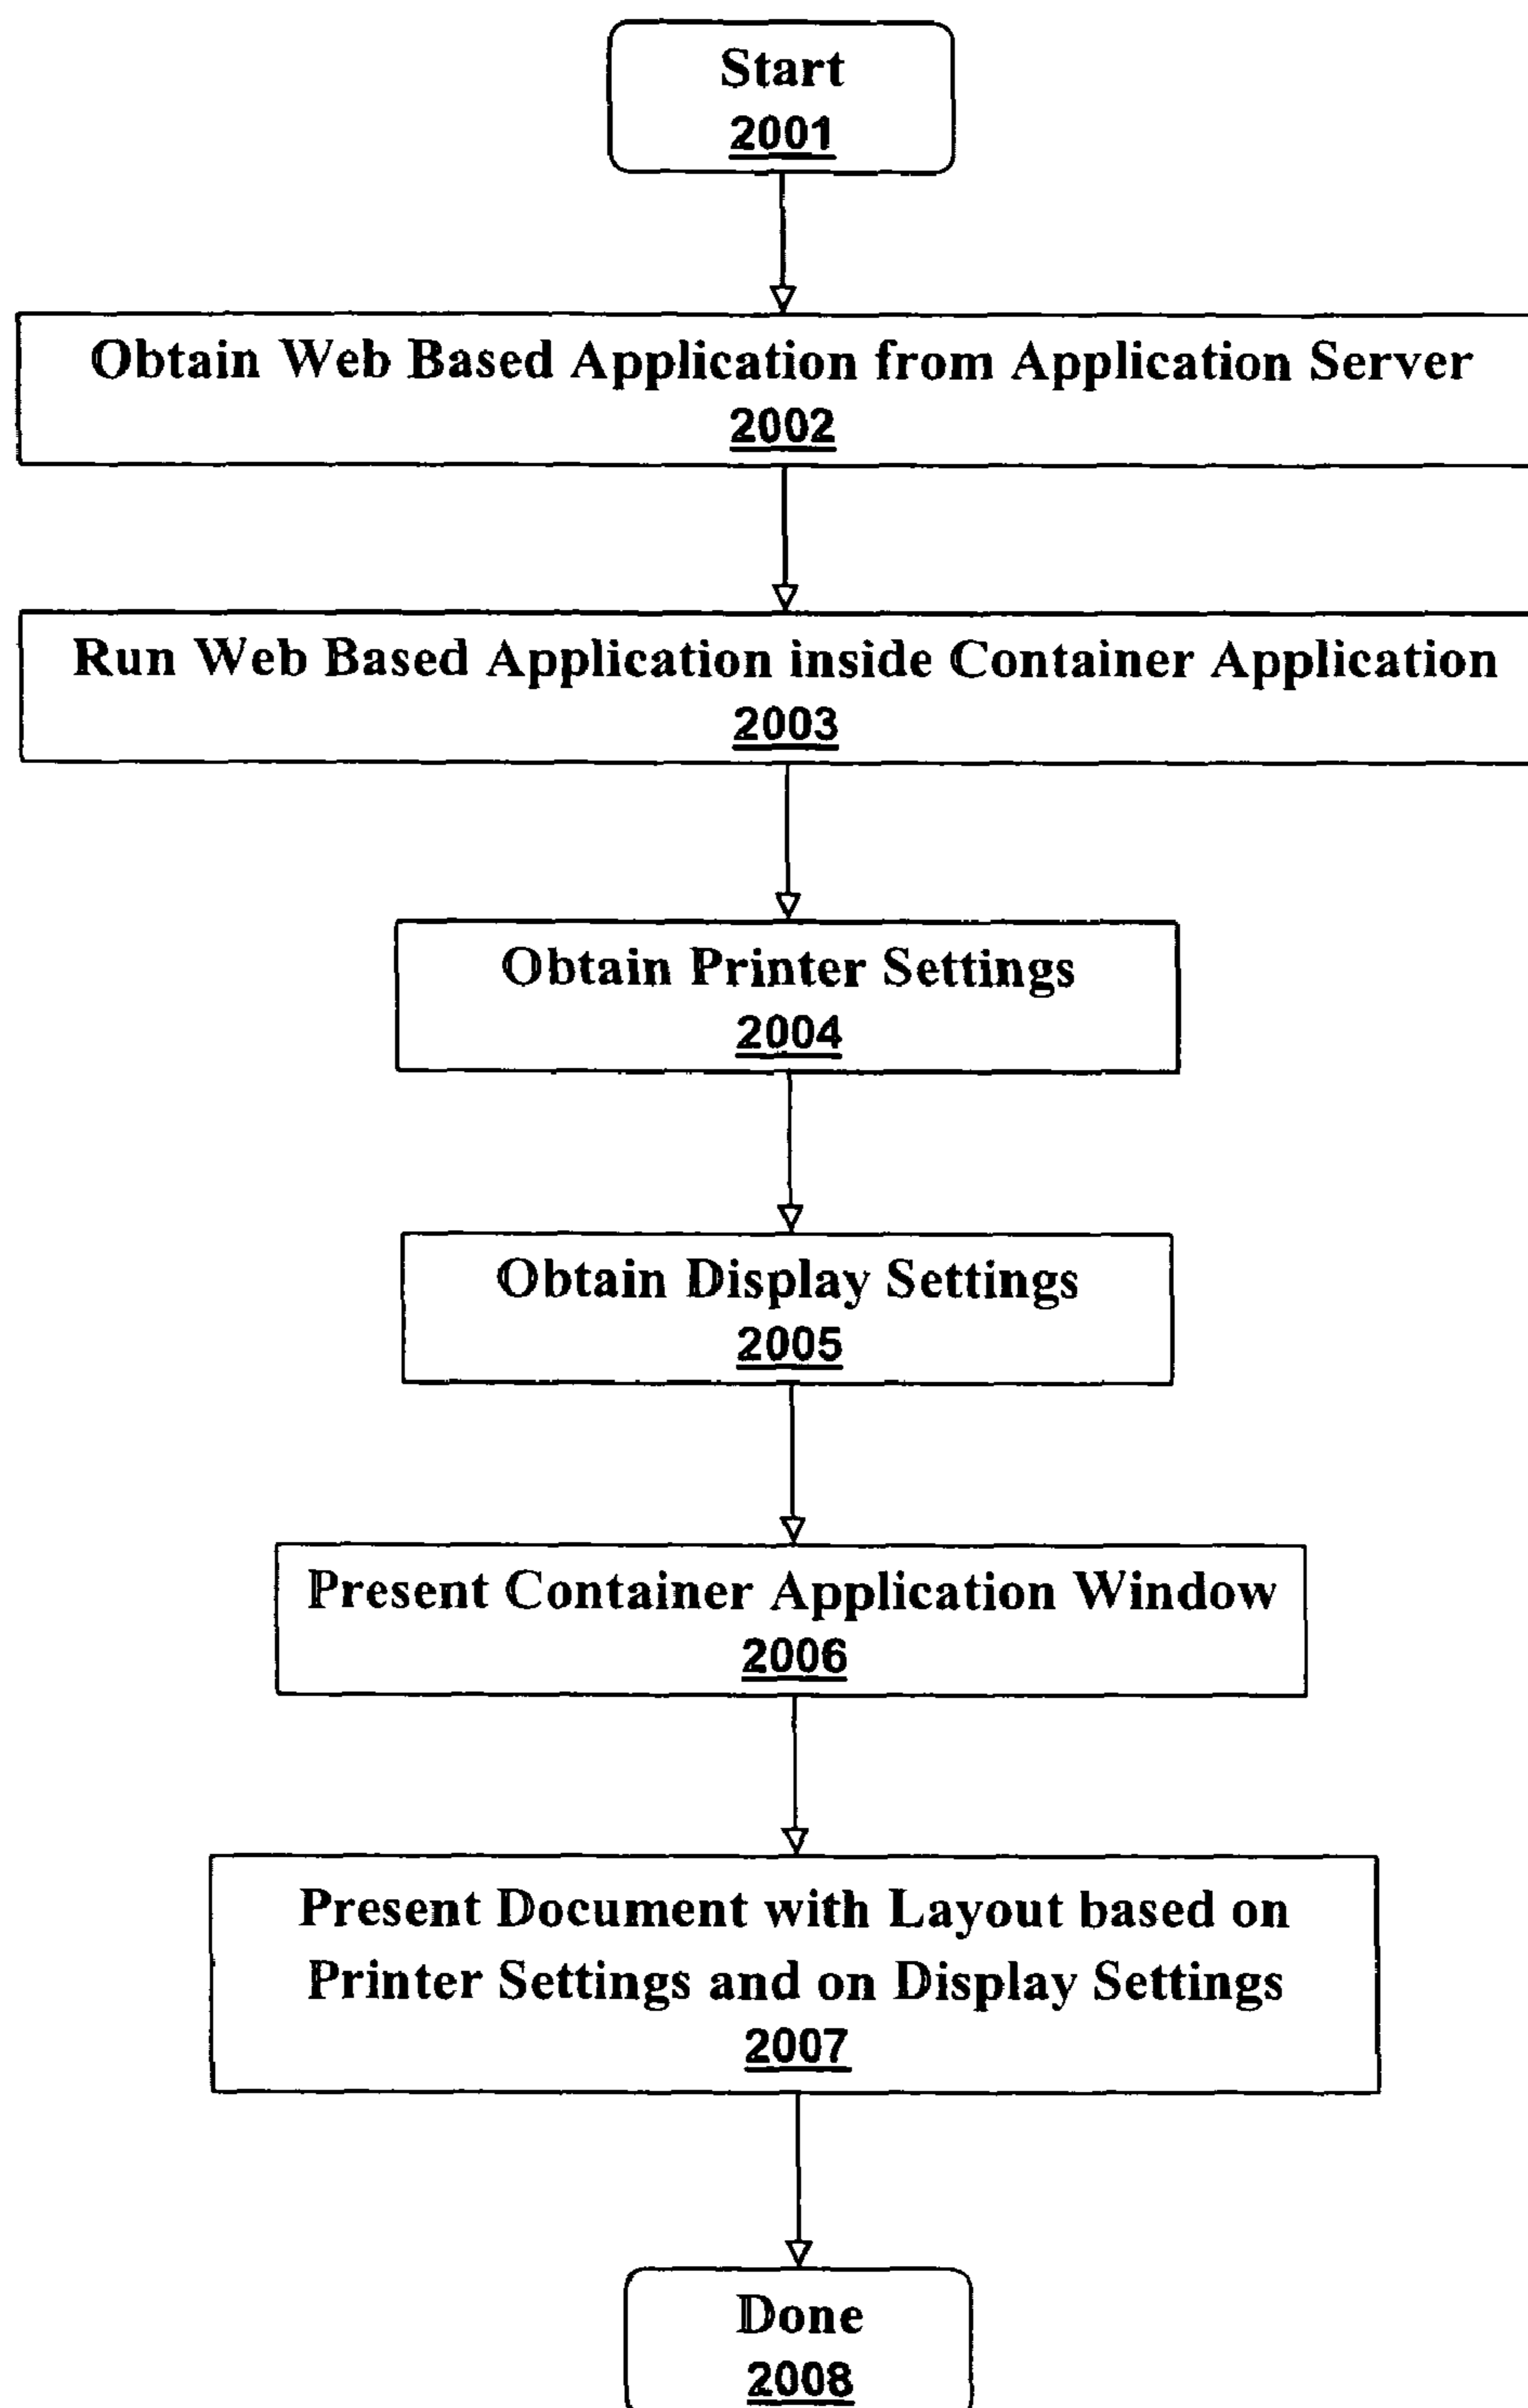 Start
2001
Obtain Web Based Application from Application Server
2002
Run Web Based Application inside Container Application
2003
Obtain Printer Settings
2004
Obtain Display Settings
2005
Present Container Application Window
2006
Present Document with Layout based on
Printer Settings and on Display Settings
2007
Done
2008